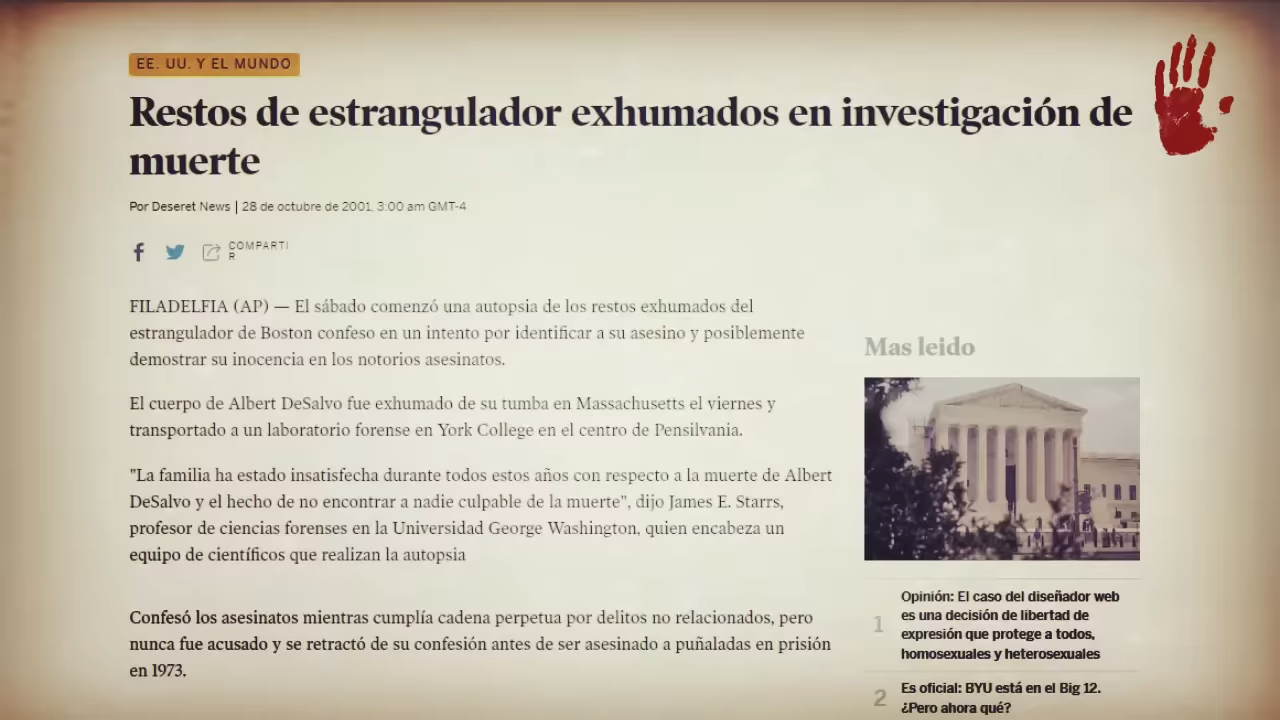 EE. UU. Y EL MUNDO
Restos de estrangulador exhumados en investigación de
muerte
Por Deseret News | 28 de octubre de 2001, 3:00 am GMT-4
COMPARTI
R
FILADELFIA (AP) — El sábado comenzó una autopsia de los restos exhumados del
estrangulador de Boston confeso en un intento por identificar a su asesino y posiblemente
demostrar su inocencia en los notorios asesinatos.
El cuerpo de Albert DeSalvo fue exhumado de su tumba en Massachusetts el viernes y
transportado a un laboratorio forense en York College en el centro de Pensilvania.
"La familia ha estado insatisfecha durante todos estos años con respecto a la muerte de Albert
DeSalvo y el hecho de no encontrar a nadie culpable de la muerte", dijo James E. Starrs,
profesor de ciencias forenses en la Universidad George Washington, quien encabeza un
equipo de científicos que realizan la autopsia
Confesó los asesinatos mientras cumplía cadena perpetua por delitos no relacionados, pero
nunca fue acusado y se retractó de su confesión antes de ser asesinado a puñaladas en prisión
en 1973.
Mas leido
1
Opinión: El caso del diseñador web
es una decisión de libertad de
expresión que protege a todos,
homosexuales y heterosexuales
2
Es oficial: BYU está en el Big 12.
¿Pero ahora qué?